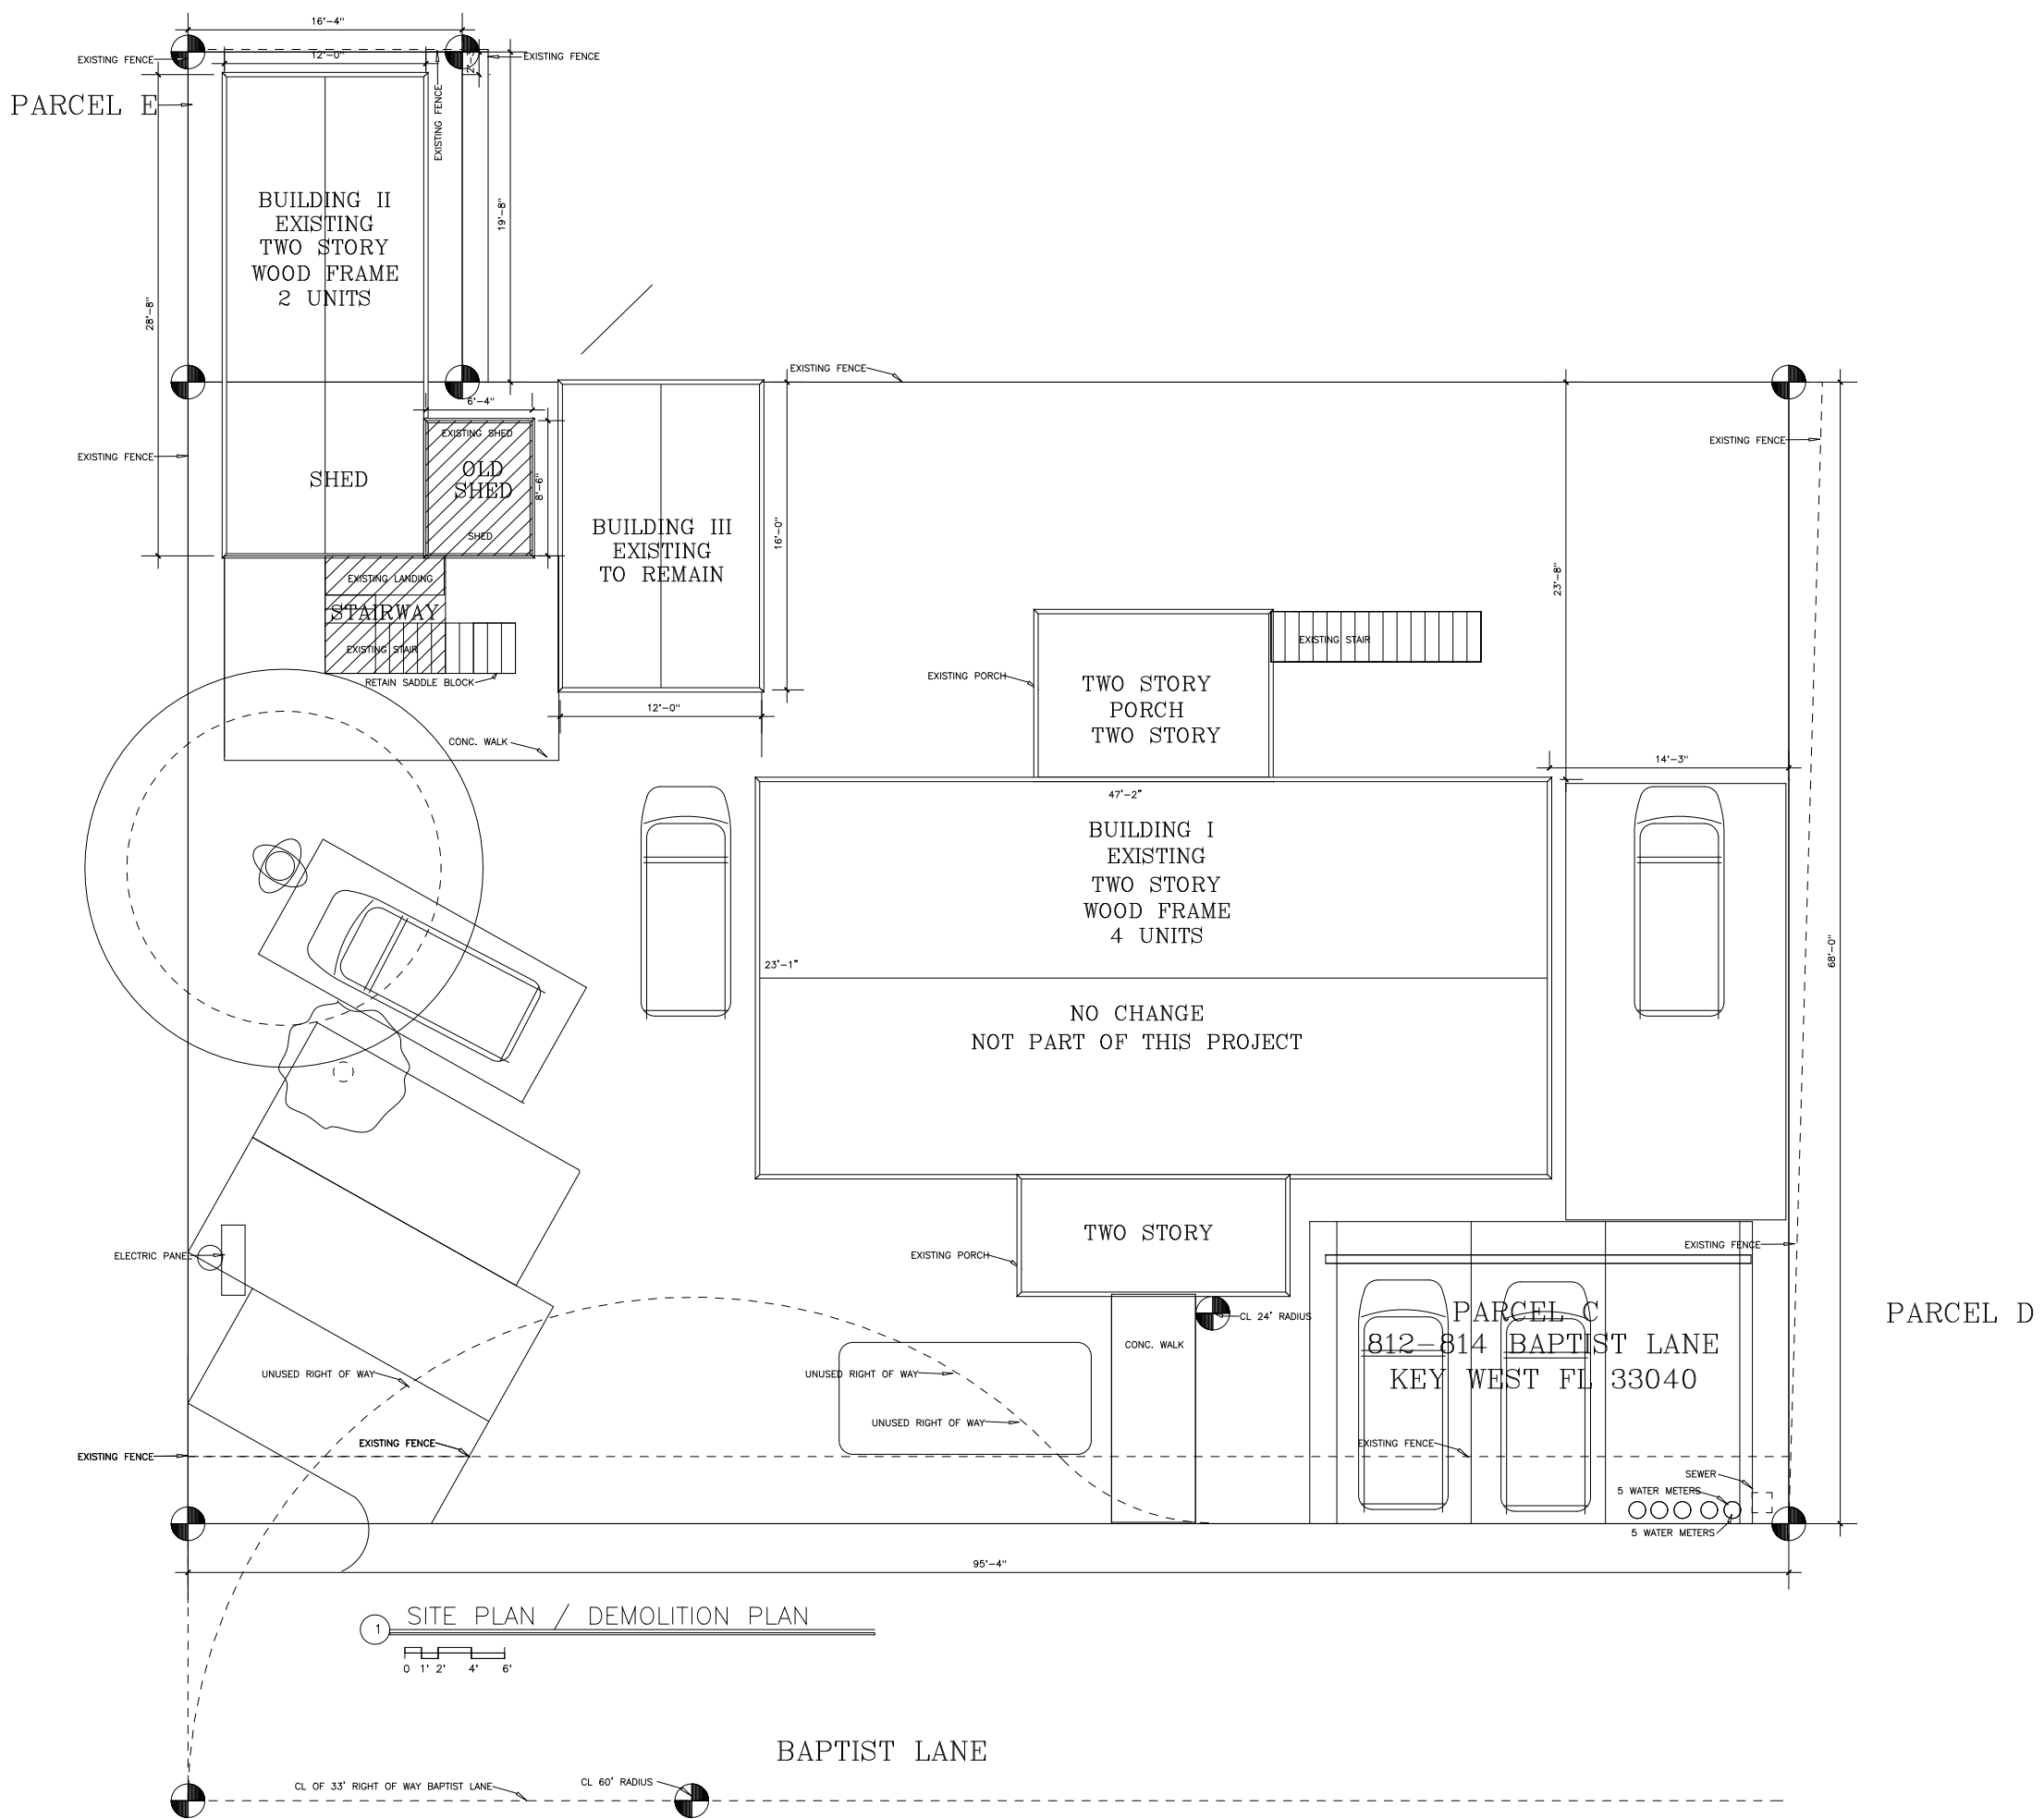 16'-4"
12'-0"
2'-3
EXISTING FENCE
EXISTING FENCE
PARCEL E
EXISTING FENCE
BUILDING II
EXISTING
TWO STORY
WOOD FRAME
2 UNITS
19'-8"
28'-8"
EXISTING FENCE
6'-4"
EXISTING SHED
EXISTING FENCE
EXISTING FENCE
SHED
OLD
SHED
8'-6"
SHED
BUILDING III
EXISTING
TO REMAIN
16'-0"
23'-8"
EXISTING LANDING
STAIRWAY
EXISTING STAIR
RETAIN SADDLE BLOCK
EXISTING STAIR
EXISTING PORCH
TWO STORY
PORCH
TWO STORY
12'-0"
CONC. WALK
14'-3"
47'-2"
BUILDING I
EXISTING
TWO STORY
WOOD FRAME
4 UNITS
23'-1"
68'-0"
NO CHANGE
NOT PART OF THIS PROJECT
TWO STORY
ELECTRIC PANEL
EXISTING PORCH
EXISTING FENCE
CL 24' RADIUS
PARCEL C
812-814 BAPTIST LANE
KEY WEST FL 33040
PARCEL D
CONC. WALK
UNUSED RIGHT OF WAY
UNUSED RIGHT OF WAY
UNUSED RIGHT OF WAY
EXISTING FENCE
EXISTING FENCE
EXISTING FENCE
SEWER
5 WATER METERS
5 WATER METERS
95'-4"
1
SITE PLAN / DEMOLITION PLAN
0 1' 2' 4' 6'
BAPTIST LANE
CL OF 33' RIGHT OF WAY BAPTIST LANE
CL 60' RADIUS